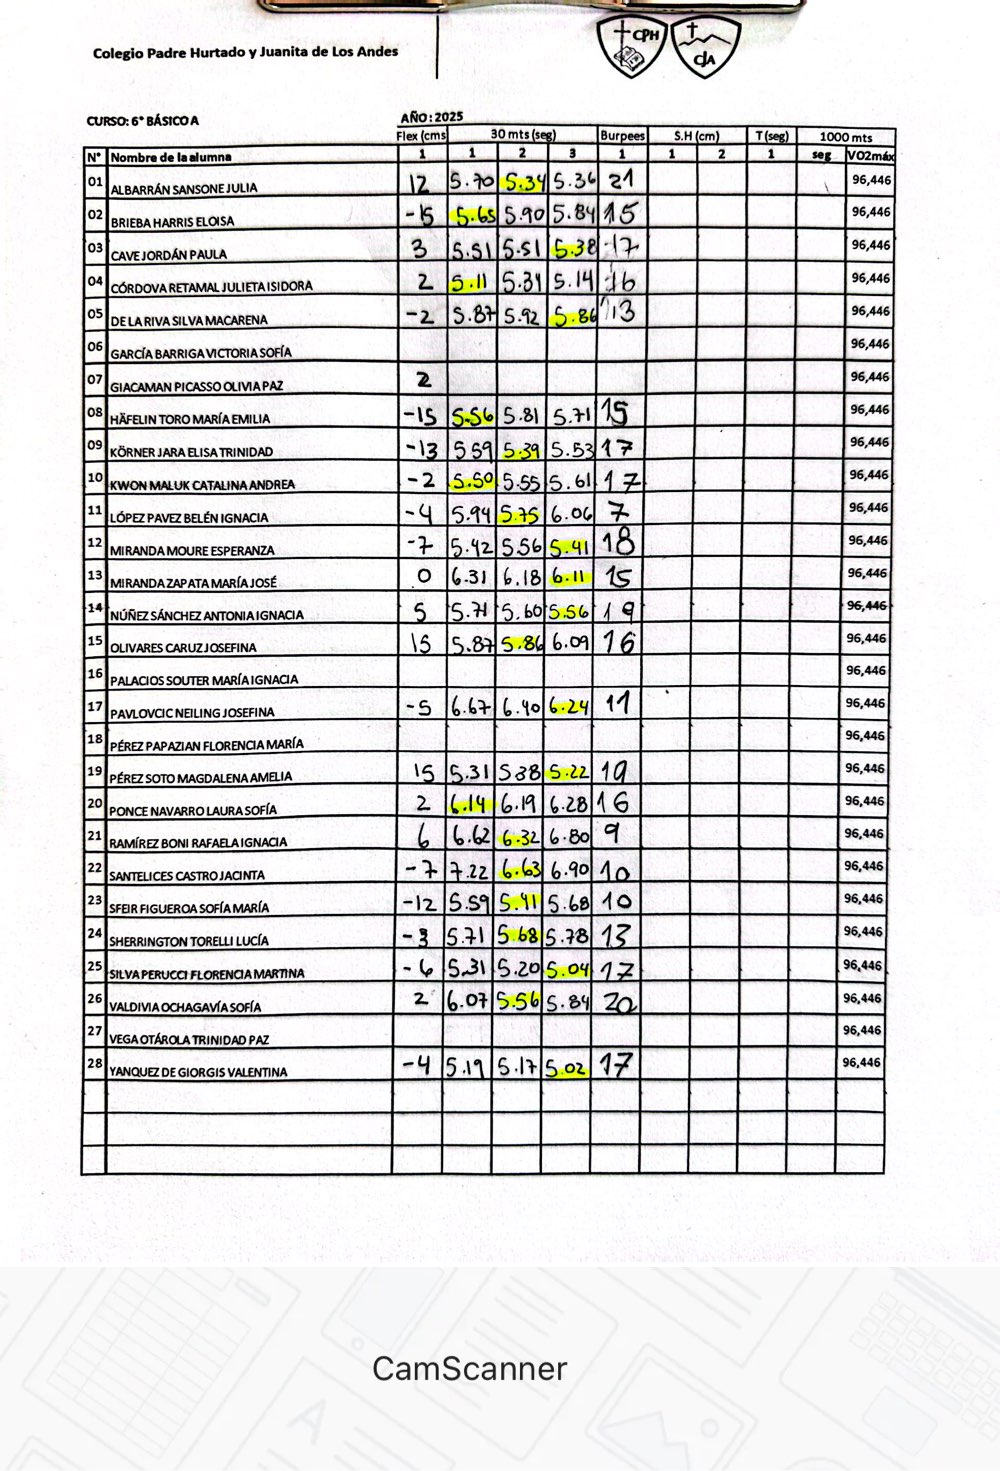 Colegio Padre Hurtado y Juanita de Los Andes
CPH
CJA
CURSO: 6° BÁSICO A AÑO: 2025
Flex (cms 30 mts (seg) Burpees S.H (cm) T (seg) 1000 mts
N° Nombre de la alumna 1 1 2 3 1 1 2 1 seg VO2máx
01 ALBARRÁN SANSONE JULIA 12 5.70 5.34 5.36 21 96,446
02 BRIEBA HARRIS ELOISA -15 5.65 5.90 5.84 15 96,446
03 CAVE JORDÁN PAULA 3 5.51 5.51 5.38 17 96,446
04 CÓRDOVA RETAMAL JULIETA ISIDORA 2 5.11 5.31 5.14 16 96,446
05 DE LA RIVA SILVA MACARENA -2 5.87 5.92 5.86 13 96,446
06 GARCÍA BARRIGA VICTORIA SOFÍA 96,446
07 GIACAMAN PICASSO OLIVIA PAZ 2 96,446
08 HÄFELIN TORO MARÍA EMILIA -15 5.56 5.81 5.71 15 96,446
09 KÖRNER JARA ELISA TRINIDAD -13 5.59 5.39 5.53 17 96,446
10 KWON MALUK CATALINA ANDREA -2 5.50 5.55 5.61 17 96,446
11 LÓPEZ PAVEZ BELÉN IGNACIA -4 5.94 5.75 6.06 7 96,446
12 MIRANDA MOURE ESPERANZA -7 5.42 5.56 5.41 18 96,446
13 MIRANDA ZAPATA MARÍA JOSÉ 0 6.31 6.18 6.11 15 96,446
14 NÚÑEZ SÁNCHEZ ANTONIA IGNACIA 5 5.71 5.60 5.56 19 96,446
15 OLIVARES CARUZ JOSEFINA 15 5.87 5.86 6.09 16 96,446
16 PALACIOS SOUTER MARÍA IGNACIA 96,446
17 PAVLOVCIC NEILING JOSEFINA -5 6.67 6.40 6.24 11 96,446
18 PÉREZ PAPAZIAN FLORENCIA MARÍA 96,446
19 PÉREZ SOTO MAGDALENA AMELIA 15 5.31 5.38 5.22 19 96,446
20 PONCE NAVARRO LAURA SOFÍA 2 6.14 6.19 6.28 16 96,446
21 RAMÍREZ BONI RAFAELA IGNACIA 6 6.62 6.32 6.80 9 96,446
22 SANTELICES CASTRO JACINTA -7 7.22 6.63 6.90 10 96,446
23 SFEIR FIGUEROA SOFÍA MARÍA -12 5.59 5.41 5.68 10 96,446
24 SHERRINGTON TORELLI LUCÍA -3 5.71 5.68 5.78 13 96,446
25 SILVA PERUCCI FLORENCIA MARTINA -6 5.31 5.20 5.04 17 96,446
26 VALDIVIA OCHAGAVÍA SOFÍA 2 6.07 5.56 5.84 20 96,446
27 VEGA OTÁROLA TRINIDAD PAZ 96,446
28 YANQUEZ DE GIORGIS VALENTINA -4 5.19 5.17 5.02 17 96,446
CamScanner